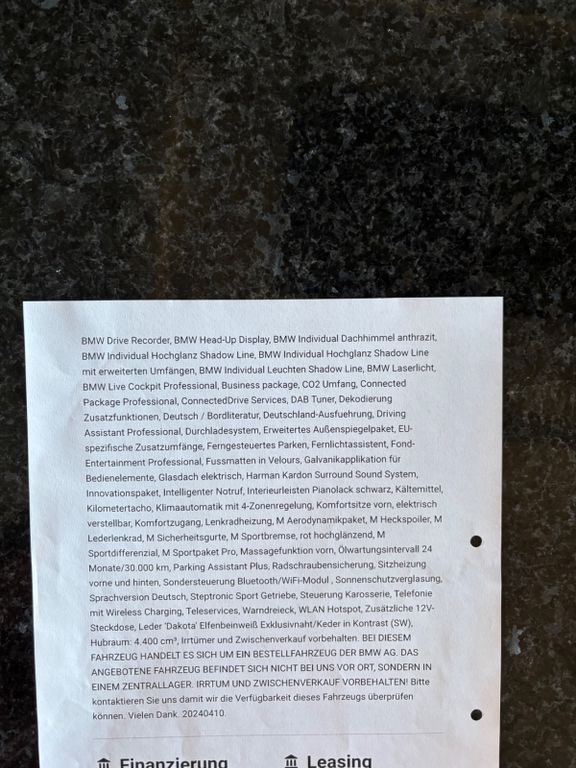 BMW Drive Recorder, BMW Head-Up Display, BMW Individual Dachhimmel anthrazit,
BMW Individual Hochglanz Shadow Line, BMW Individual Hochglanz Shadow Line
mit erweiterten Umfängen, BMW Individual Leuchten Shadow Line, BMW Laserlicht,
BMW Live Cockpit Professional, Business package, CO2 Umfang, Connected
Package Professional, ConnectedDrive Services, DAB Tuner, Dekodierung
Zusatzfunktionen, Deutsch / Bordliteratur, Deutschland-Ausfuehrung, Driving
Assistant Professional, Durchladesystem, Erweitertes Außenspiegelpaket, EU-
spezifische Zusatzumfänge, Ferngesteuertes Parken, Fernlichtassistent, Fond-
Entertainment Professional, Fussmatten in Velours, Galvanikapplikation für
Bedienelemente, Glasdach elektrisch, Harman Kardon Surround Sound System,
Innovationspaket, Intelligenter Notruf, Interieurleisten Pianolack schwarz, Kältemittel,
Kilometertacho, Klimaautomatik mit 4-Zonenregelung, Komfortsitze vorn, elektrisch
verstellbar, Komfortzugang, Lenkradheizung, M Aerodynamikpaket, M Heckspoiler, M
Lederlenkrad, M Sicherheitsgurte, M Sportbremse, rot hochglänzend, M
Sportdifferenzial, M Sportpaket Pro, Massagefunktion vorn, Ölwartungsintervall 24
Monate/30.000 km, Parking Assistant Plus, Radschraubensicherung, Sitzheizung
vorne und hinten, Sondersteuerung Bluetooth/WiFi-Modul , Sonnenschutzverglasung,
Sprachversion Deutsch, Steptronic Sport Getriebe, Steuerung Karosserie, Telefonie
mit Wireless Charging, Teleservices, Warndreieck, WLAN Hotspot, Zusätzliche 12V-
Steckdose, Leder 'Dakota' Elfenbeinweiß Exklusivnaht/Keder in Kontrast (SW),
Hubraum: 4.400 cm³, Irrtümer und Zwischenverkauf vorbehalten. BEI DIESEM
FAHRZEUG HANDELT ES SICH UM EIN BESTELLFAHRZEUG DER BMW AG. DAS
ANGEBOTENE FAHRZEUG BEFINDET SICH NICHT BEI UNS VOR ORT, SONDERN IN
EINEM ZENTRALLAGER. IRRTUM UND ZWISCHENVERKAUF VORBEHALTEN! Bitte
kontaktieren Sie uns damit wir die Verfügbarkeit dieses Fahrzeugs überprüfen
können. Vielen Dank. 20240410.
Finanzierung
Leasing